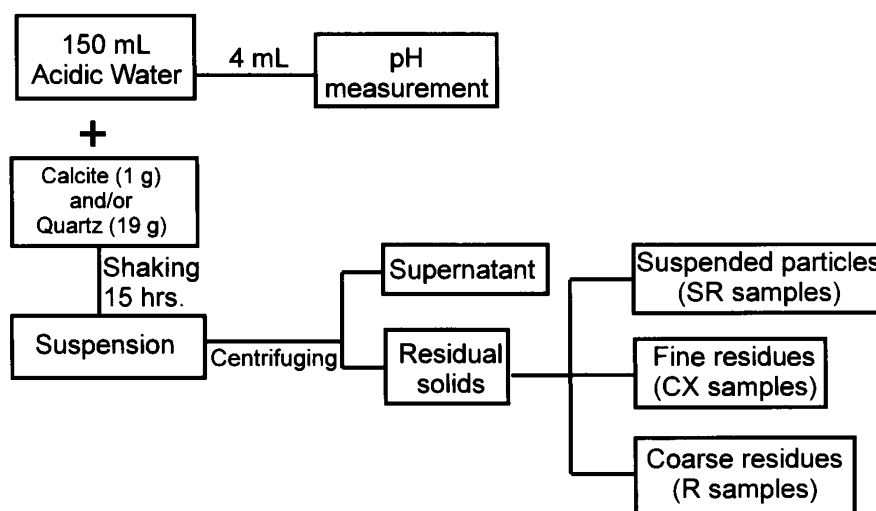 150 mL
Acidic Water
4 mL
pH
measurement
+
Calcite (1 g)
and/or
Quartz (19 g)
Shaking
15 hrs.
Suspension
Centrifuging
Supernatant
Residual
solids
Suspended particles
(SR samples)
Fine residues
(CX samples)
Coarse residues
(R samples)